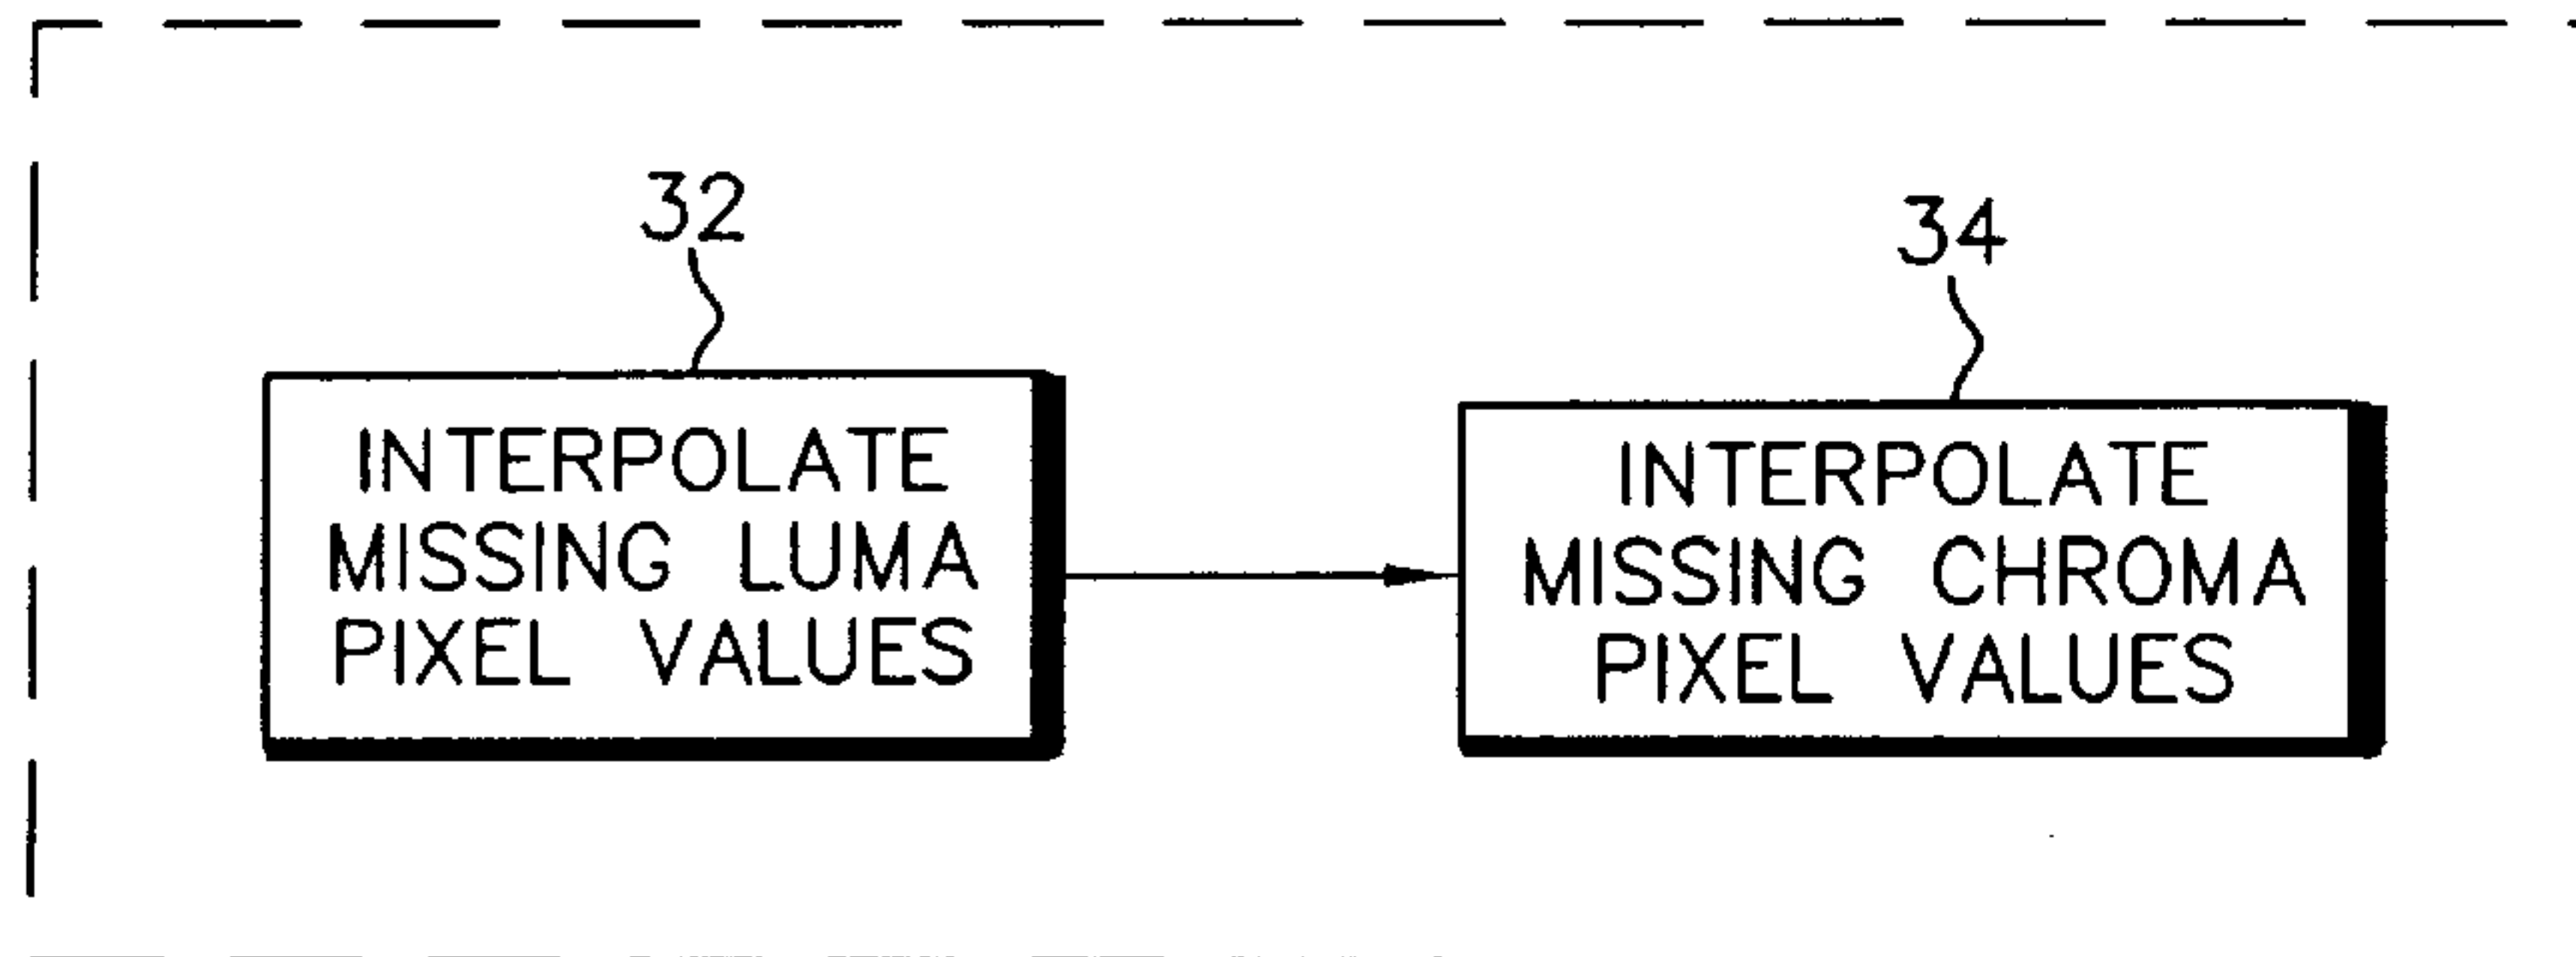 32
INTERPOLATE
MISSING LUMA
PIXEL VALUES
34
INTERPOLATE
MISSING CHROMA
PIXEL VALUES